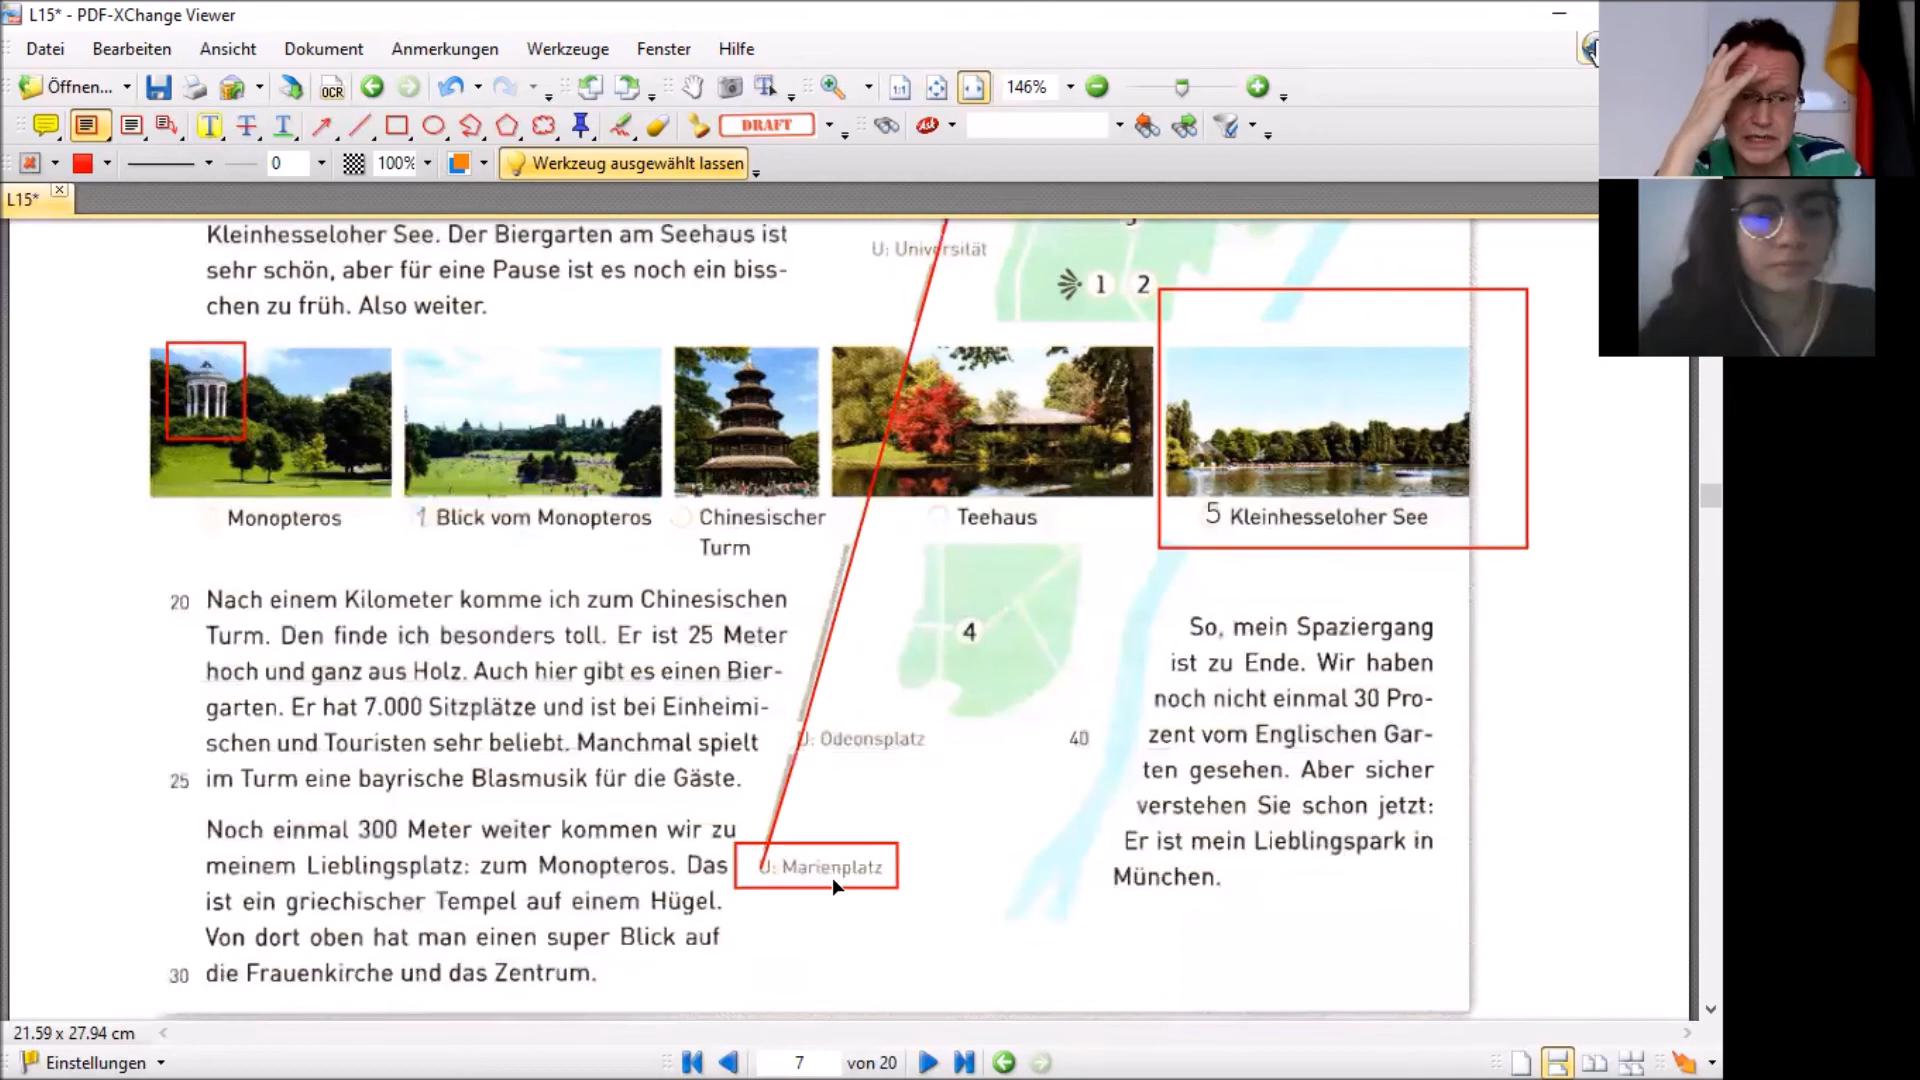 L15* - PDF-XChange Viewer
Datei Bearbeiten Ansicht Dokument Anmerkungen Werkzeuge Fenster Hilfe
Öffnen... OCR 1:1 146%
T T T DRAFT Ask
0 100% Werkzeug ausgewählt lassen
L15*
Kleinhesseloher See. Der Biergarten am Seehaus ist
sehr schön, aber für eine Pause ist es noch ein biss-
chen zu früh. Also weiter.
U: Universität
1 2
Monopteros
1 Blick vom Monopteros
Chinesischer
Turm
Teehaus
5 Kleinhesseloher See
20 Nach einem Kilometer komme ich zum Chinesischen
Turm. Den finde ich besonders toll. Er ist 25 Meter
hoch und ganz aus Holz. Auch hier gibt es einen Bier-
garten. Er hat 7.000 Sitzplätze und ist bei Einheimi-
schen und Touristen sehr beliebt. Manchmal spielt
25 im Turm eine bayrische Blasmusik für die Gäste.
Noch einmal 300 Meter weiter kommen wir zu
meinem Lieblingsplatz: zum Monopteros. Das
ist ein griechischer Tempel auf einem Hügel.
Von dort oben hat man einen super Blick auf
30 die Frauenkirche und das Zentrum.
4
U: Odeonsplatz
U: Marienplatz
So, mein Spaziergang
ist zu Ende. Wir haben
noch nicht einmal 30 Pro-
40 zent vom Englischen Gar-
ten gesehen. Aber sicher
verstehen Sie schon jetzt:
Er ist mein Lieblingspark in
München.
21.59 x 27.94 cm
Einstellungen 7 von 20